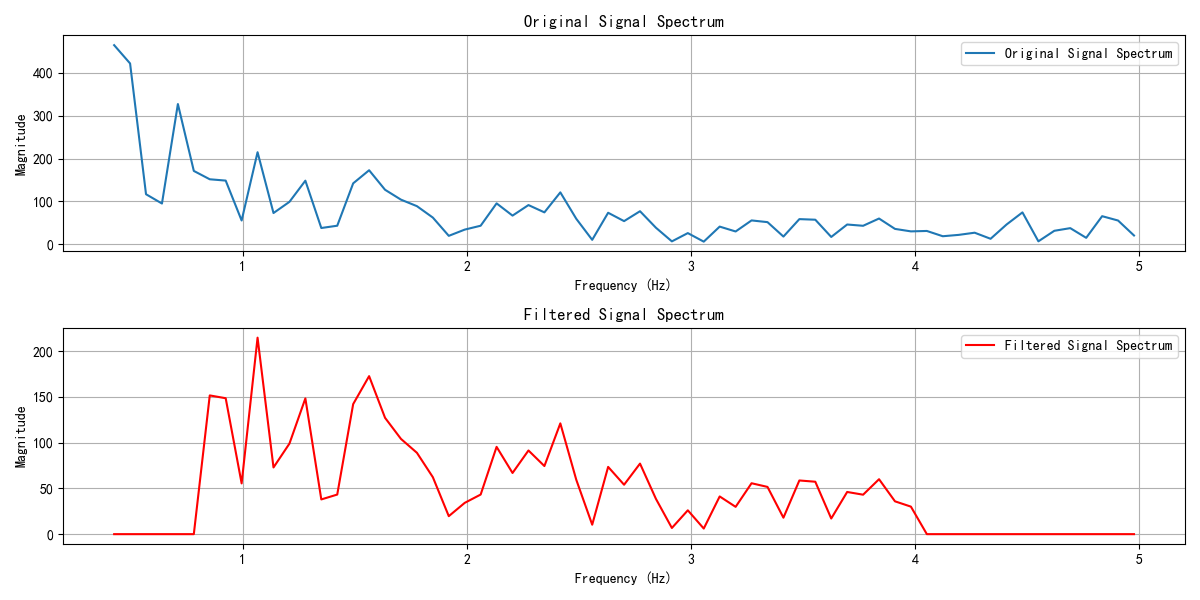 Original Signal Spectrum
Original Signal Spectrum
400
300
200
100
0
Magnitude
1 2 3 4 5
Frequency (Hz)
Filtered Signal Spectrum
Filtered Signal Spectrum
200
150
100
50
0
Magnitude
1 2 3 4 5
Frequency (Hz)